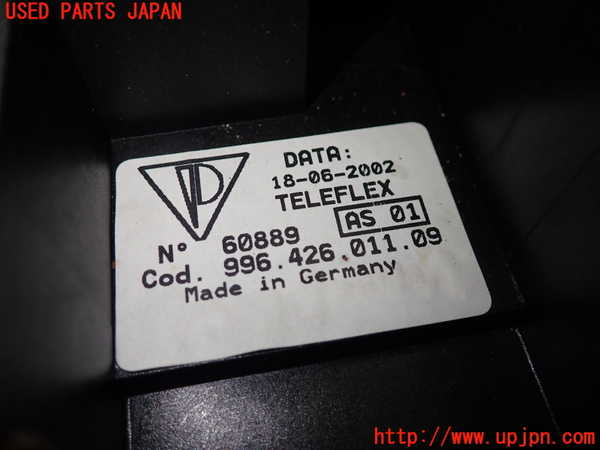 USED PARTS JAPAN
DATA:
18-06-2002
TELEFLEX
AS 01
N° 60889
Cod. 996.426.011.09
Made in Germany
http://www.upjpn.com/